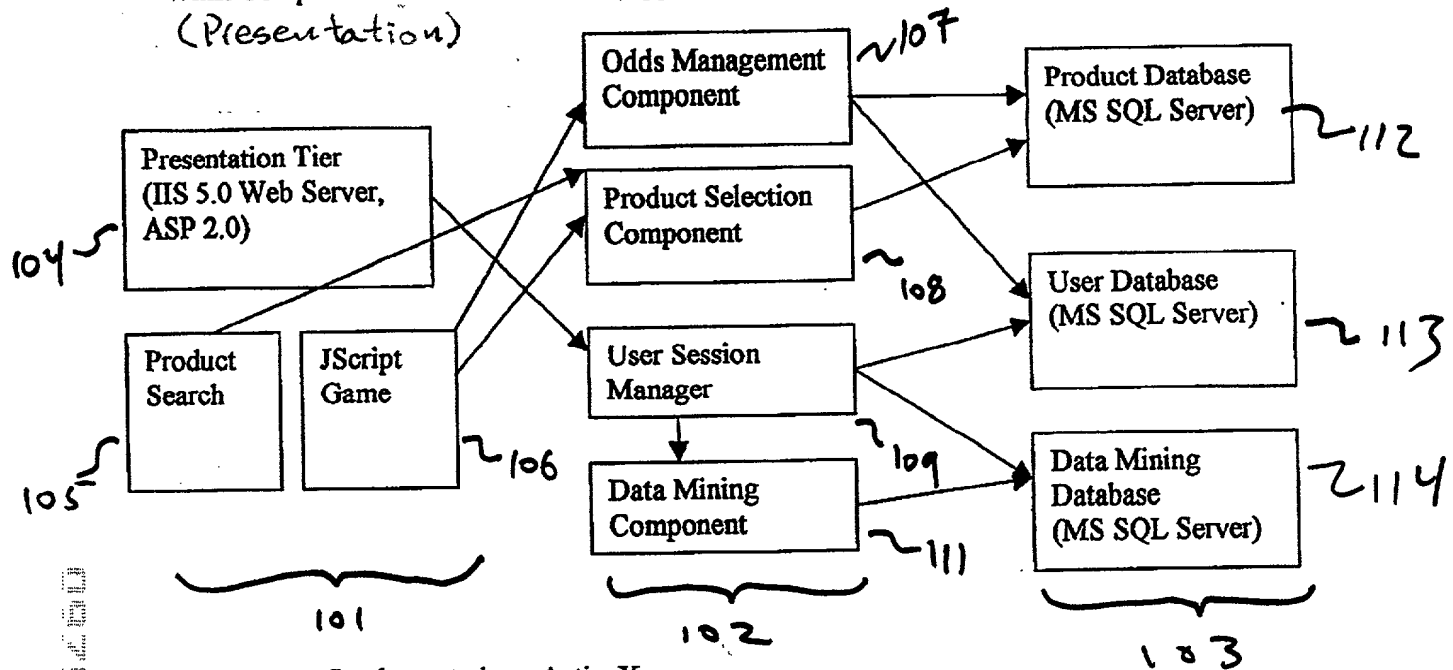 (Presentation)
Odds Management
Component
107
Product Database
(MS SQL Server)
112
Presentation Tier
(IIS 5.0 Web Server,
ASP 2.0)
104
Product Selection
Component
108
User Database
(MS SQL Server)
113
Product
Search
105
JScript
Game
106
User Session
Manager
109
Data Mining
Component
111
Data Mining
Database
(MS SQL Server)
114
101
102
103